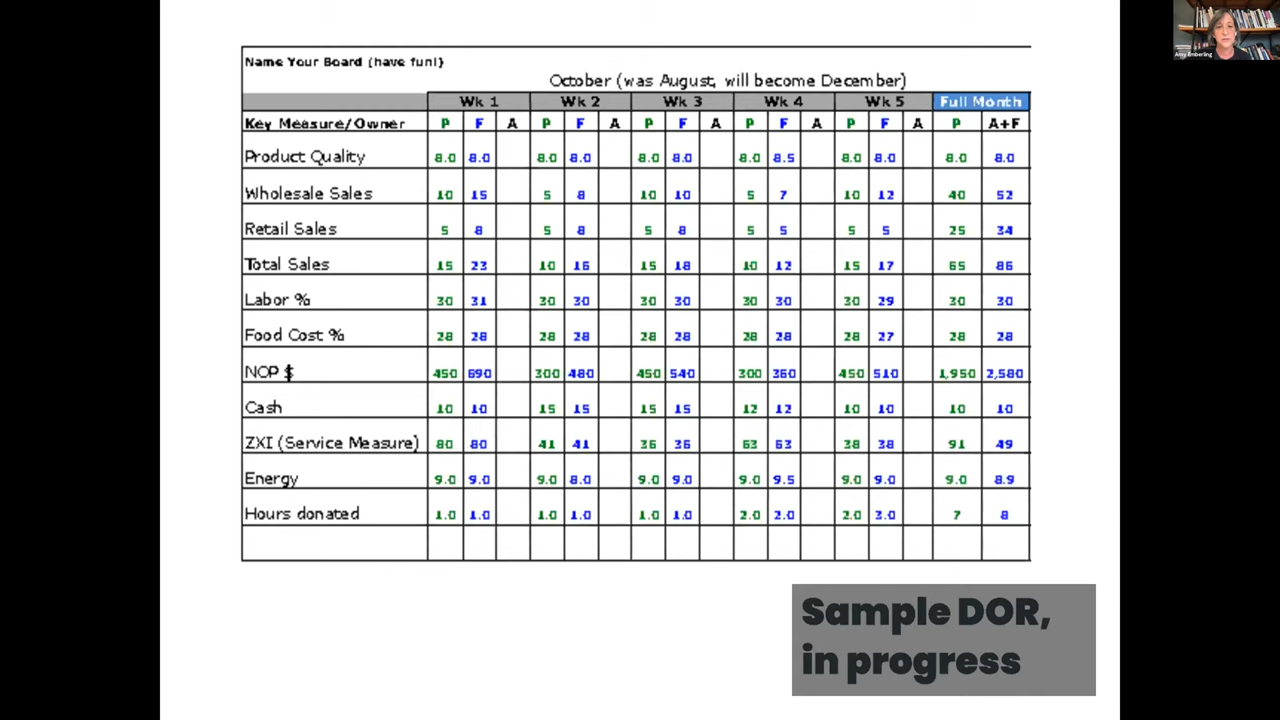 Amy Emberling
Name Your Board (have fun!)
October (was August, will become December)
Wk 1 Wk 2 Wk 3 Wk 4 Wk 5 Full Month
Key Measure/Owner P F A P F A P F A P F A P F A P A+F
Product Quality 8.0 8.0 8.0 8.0 8.0 8.0 8.0 8.5 8.0 8.0 8.0 8.0
Wholesale Sales 10 15 5 8 10 10 5 7 10 12 40 52
Retail Sales 5 8 5 8 5 8 5 5 5 5 25 34
Total Sales 15 23 10 16 15 18 10 12 15 17 65 86
Labor % 30 31 30 30 30 30 30 30 30 29 30 30
Food Cost % 28 28 28 28 28 28 28 28 28 27 28 28
NOP $ 450 690 300 480 450 540 300 360 450 510 1,950 2,580
Cash 10 10 15 15 15 15 12 12 10 10 10 10
ZXI (Service Measure) 80 80 41 41 36 36 63 63 38 38 91 49
Energy 9.0 9.0 9.0 8.0 9.0 9.0 9.0 9.5 9.0 9.0 9.0 8.9
Hours donated 1.0 1.0 1.0 1.0 1.0 1.0 2.0 2.0 2.0 3.0 7 8
Sample DOR,
in progress